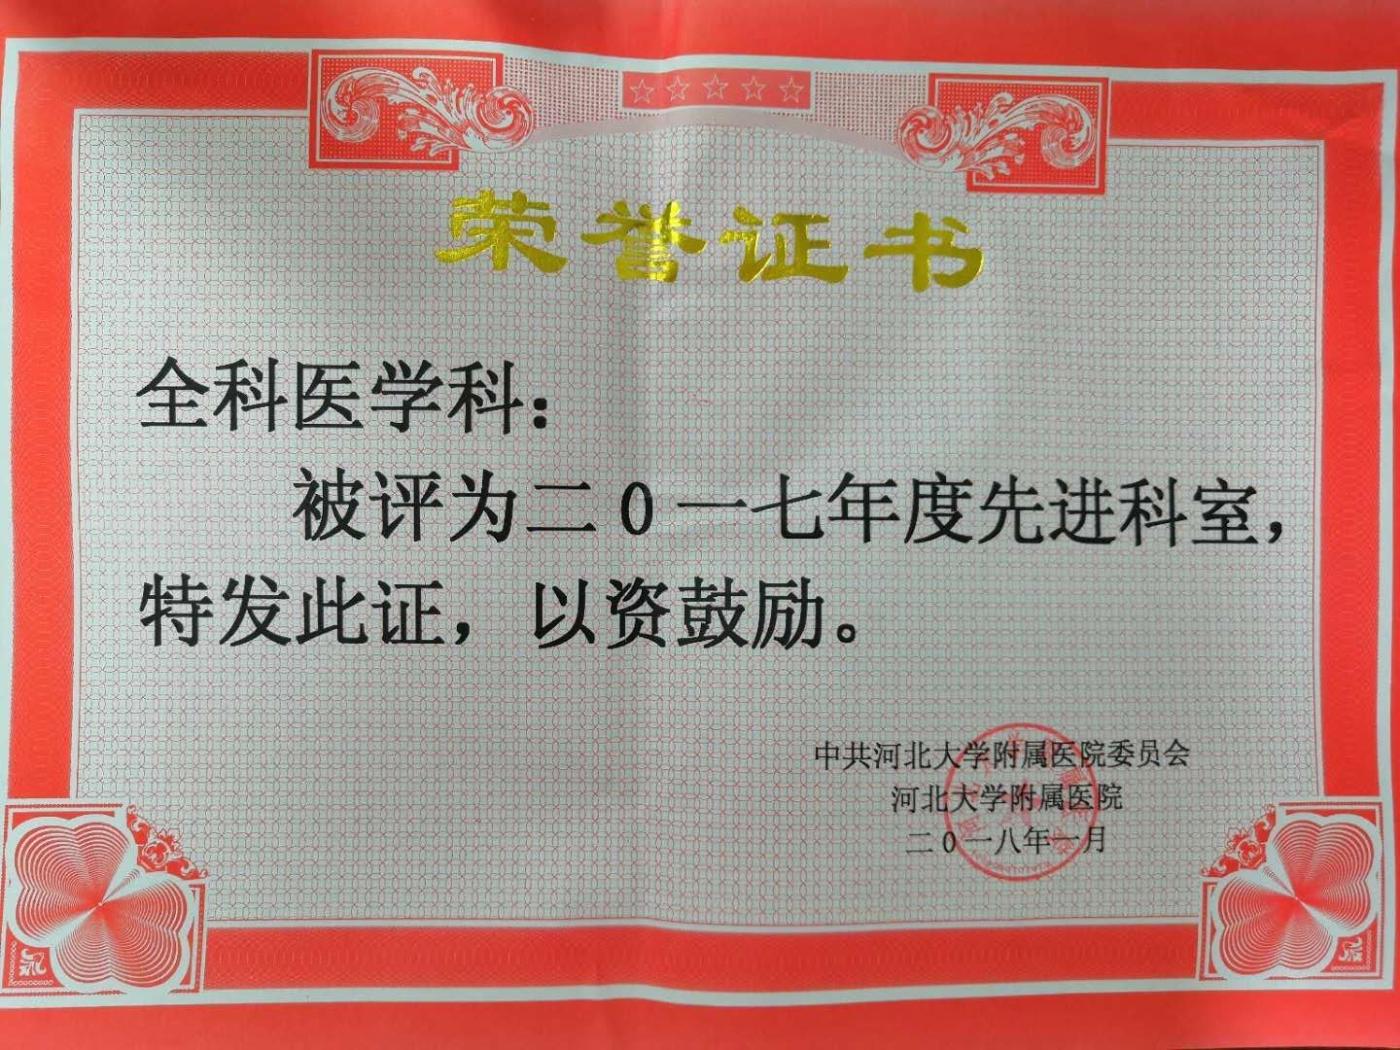 荣誉证书
全科医学科：
被评为二0一七年度先进科室，
特发此证，以资鼓励。
中共河北大学附属医院委员会
河北大学附属医院
二0一八年一月